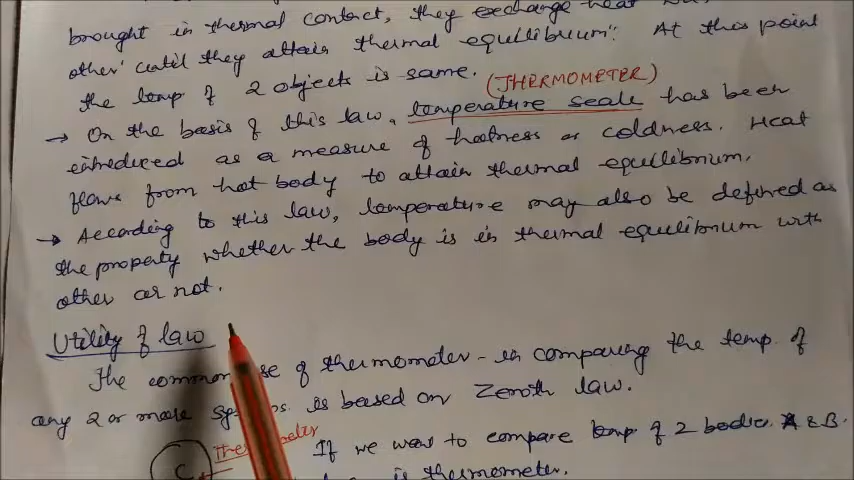 brought in thermal contact, they exchange heat
other until they attain thermal equilibrium". At this point
the temp of 2 objects is same.
(THERMOMETER)
→ On the basis of this law, temperature scale has been
introduced as a measure of hotness or coldness. Heat
flows from hot body to attain thermal equilibrium.
→ According to this law, temperature may also be defined as
the property whether the body is in thermal equilibrium with
other or not.
Utility of law
The common use of thermometer - in comparing the temp. of
any 2 or more systems is based on Zeroth law.
If we want to compare temp of 2 bodies A & B.
C
is thermometer.